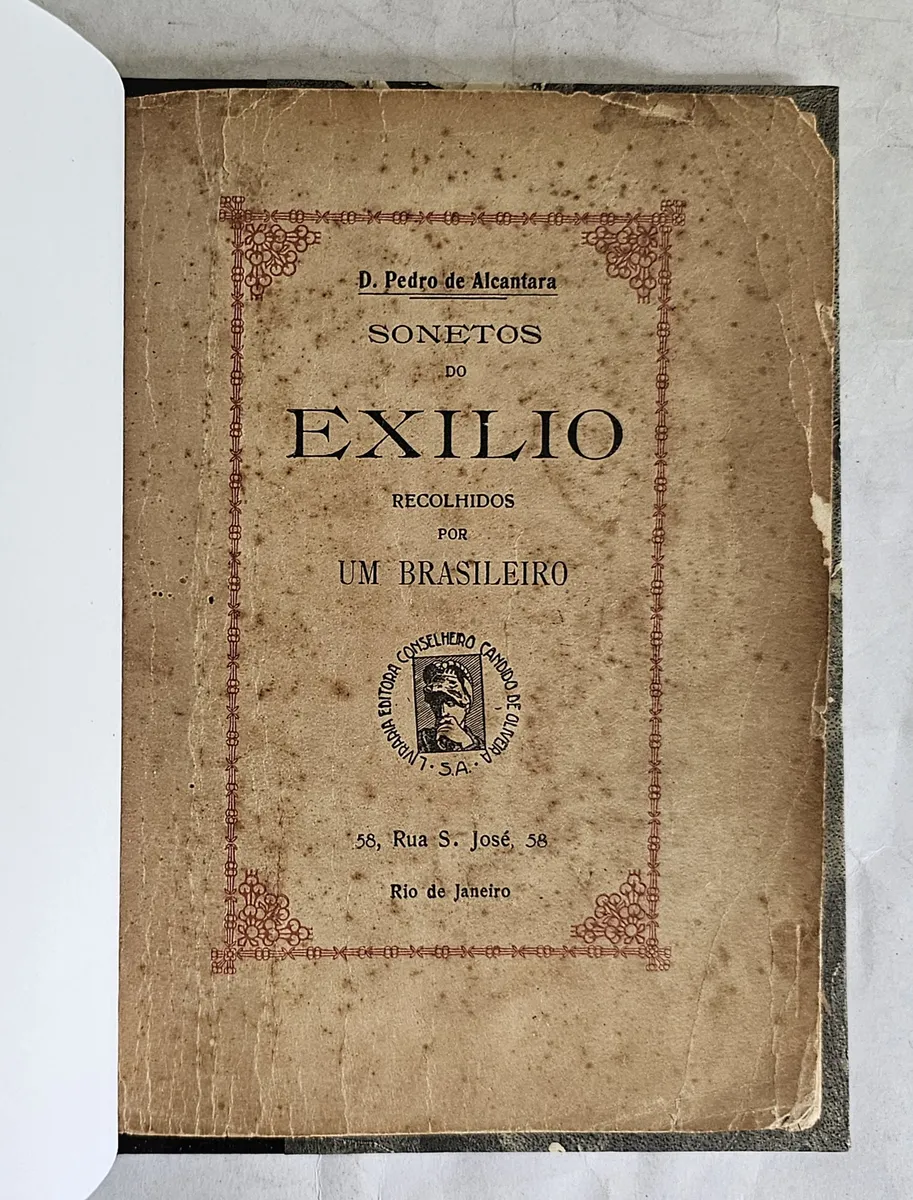 D. Pedro de Alcantara
SONETOS
DO
EXILIO
RECOLHIDOS
POR
UM BRASILEIRO
LIVRARIA EDITORA CONSELHEIRO CANDIDO DE OLIVEIRA
· S.A. ·
58, Rua S. José, 58
Rio de Janeiro